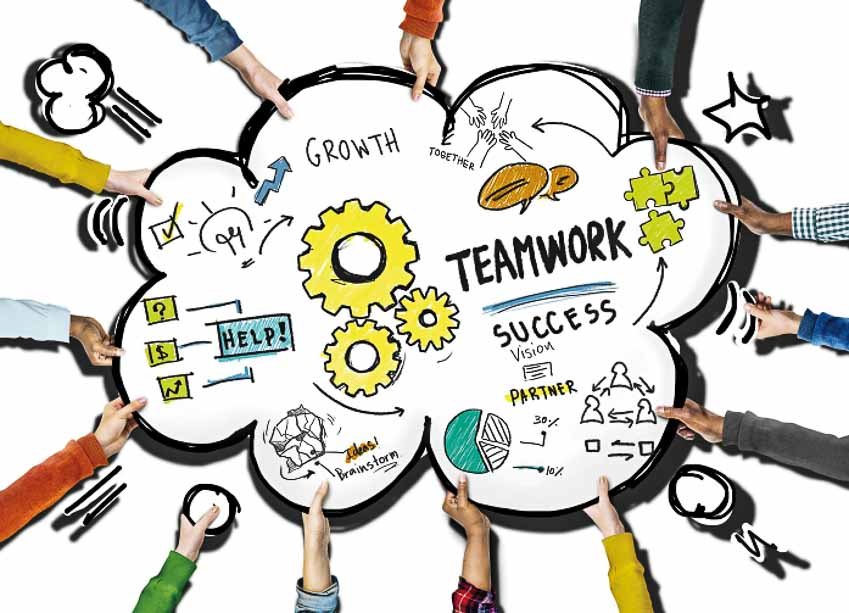 GROWTH
TOGETHER
TEAMWORK
?
$
HELP!
SUCCESS
Vision
PARTNER
30%
10%
Ideas!
Brainstorm